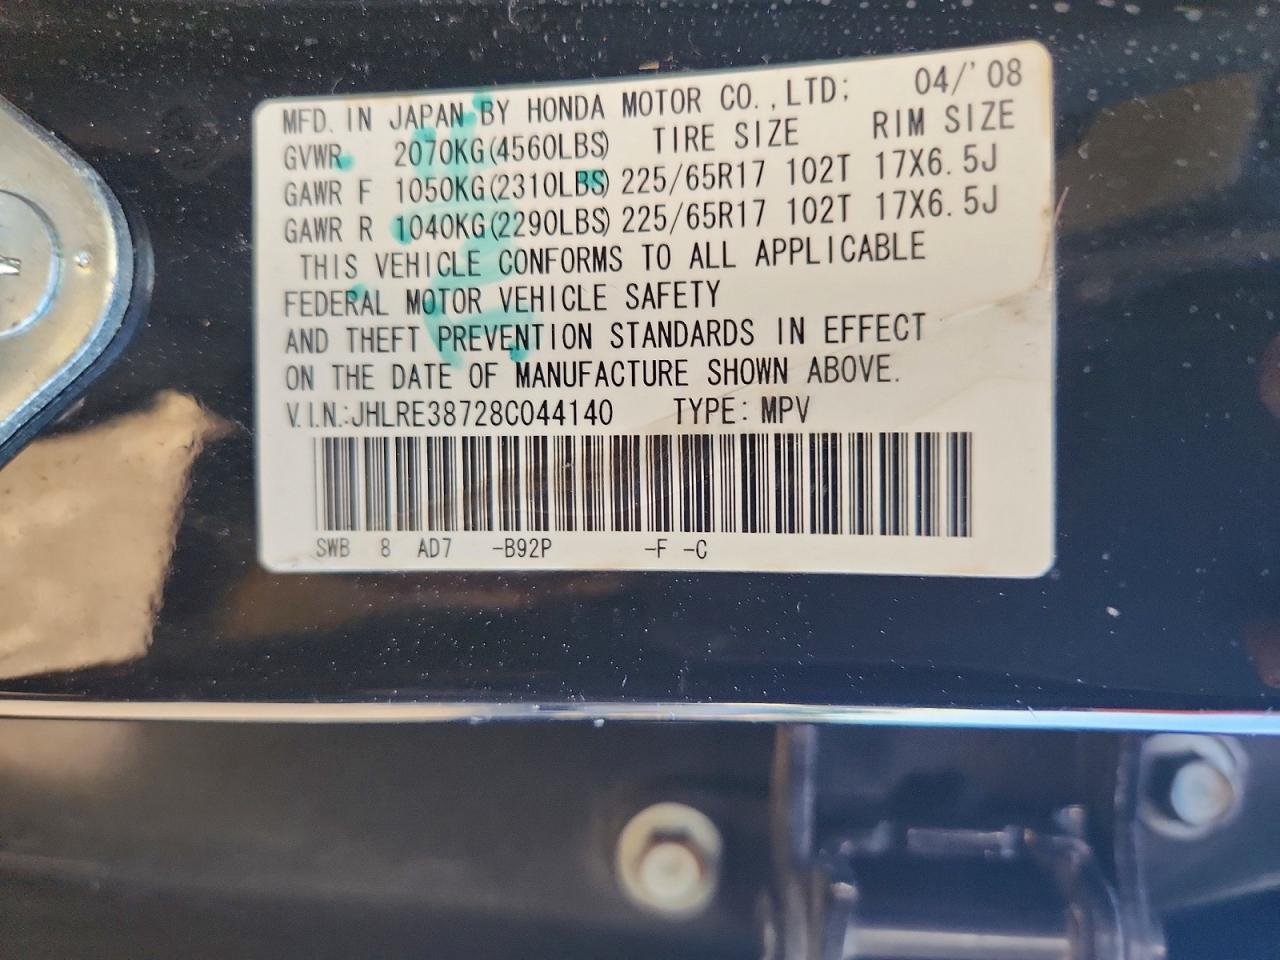 MFD. IN JAPAN BY HONDA MOTOR CO.,LTD: 04/'08
GVWR 2070KG(4560LBS) TIRE SIZE RIM SIZE
GAWR F 1050KG(2310LBS) 225/65R17 102T 17X6.5J
GAWR R 1040KG(2290LBS) 225/65R17 102T 17X6.5J
THIS VEHICLE CONFORMS TO ALL APPLICABLE
FEDERAL MOTOR VEHICLE SAFETY
AND THEFT PREVENTION STANDARDS IN EFFECT
ON THE DATE OF MANUFACTURE SHOWN ABOVE.
V.I.N.:JHLRE38728C044140 TYPE: MPV
SWB 8 AD7 -B92P -F -C